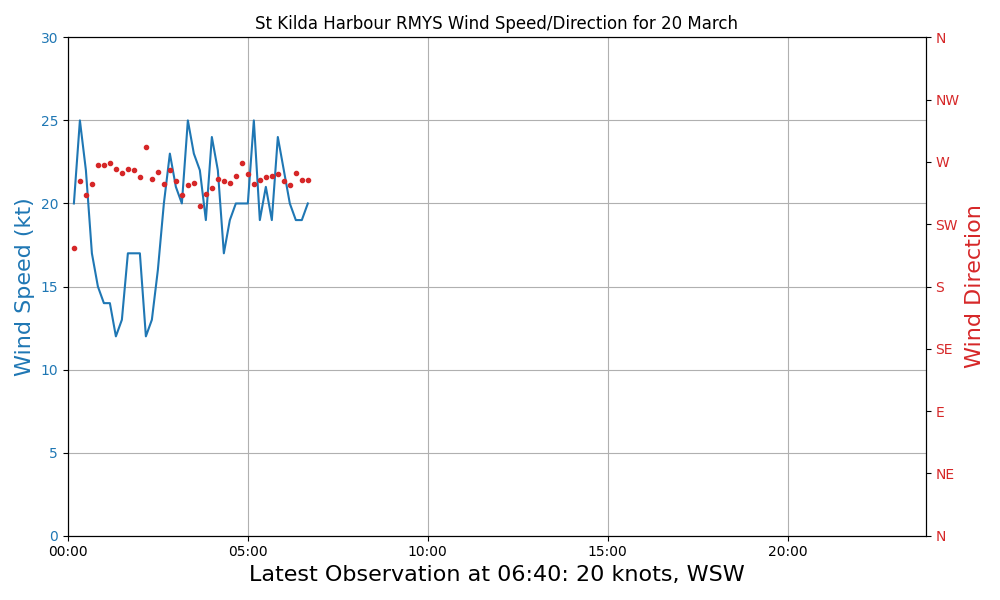 St Kilda Harbour RMYS Wind Speed/Direction for 20 March
30
25
20
15
10
5
0
Wind Speed (kt)
N
NW
W
SW
S
SE
E
NE
N
Wind Direction
00:00 05:00 10:00 15:00 20:00
Latest Observation at 06:40: 20 knots, WSW